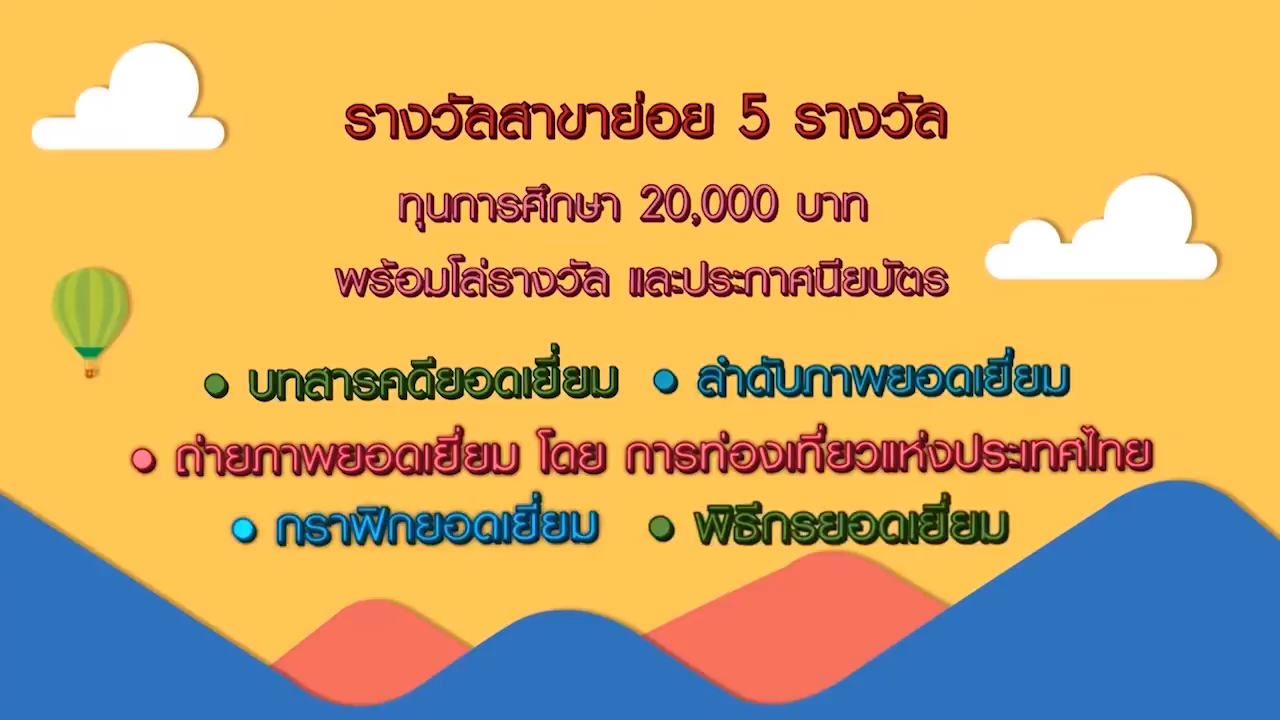 รางวัลสาขาย่อย 5 รางวัล
ทุนการศึกษา 20,000 บาท
พร้อมโล่รางวัล และประกาศนียบัตร
• บทสารคดียอดเยี่ยม • ลำดับภาพยอดเยี่ยม
• ถ่ายภาพยอดเยี่ยม โดย การท่องเที่ยวแห่งประเทศไทย
• กราฟิกยอดเยี่ยม • พิธีกรยอดเยี่ยม